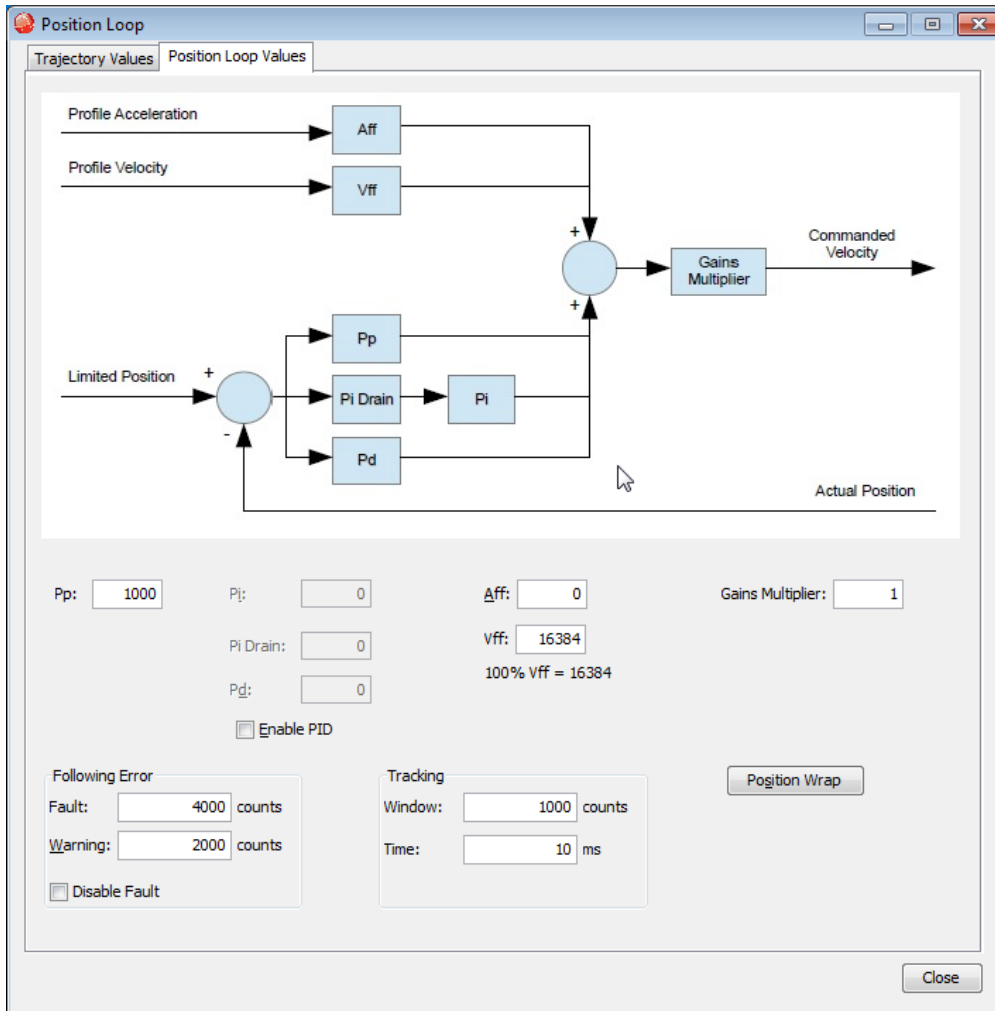 Position Loop
Trajectory Values
Position Loop Values
Profile Acceleration
Aff
Profile Velocity
Vff
+
Commanded
Velocity
Gains
Multiplier
+
Pp
Limited Position
+
Pi Drain
Pi
-
Pd
Actual Position
Pp: 1000
Pi: 0
Aff: 0
Gains Multiplier: 1
Pi Drain: 0
Vff: 16384
Pd: 0
100% Vff = 16384
Enable PID
Following Error
Fault: 4000 counts
Warning: 2000 counts
Disable Fault
Tracking
Window: 1000 counts
Time: 10 ms
Position Wrap
Close